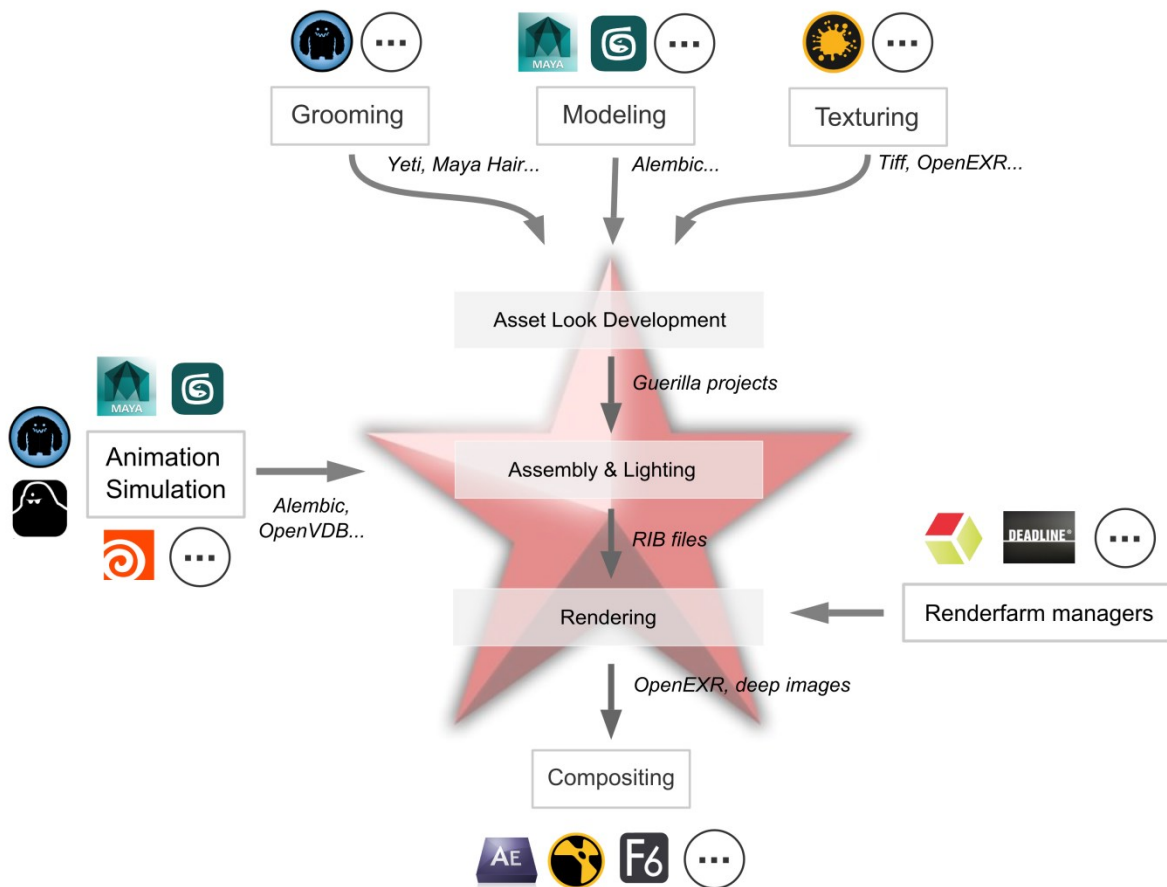 MAYA
Grooming
Modeling
Texturing
Yeti, Maya Hair...
Alembic...
Tiff, OpenEXR...
Asset Look Development
Guerilla projects
MAYA
Animation
Simulation
Assembly & Lighting
Alembic,
OpenVDB...
RIB files
DEADLINE®
Rendering
Renderfarm managers
OpenEXR, deep images
Compositing
AE
F6